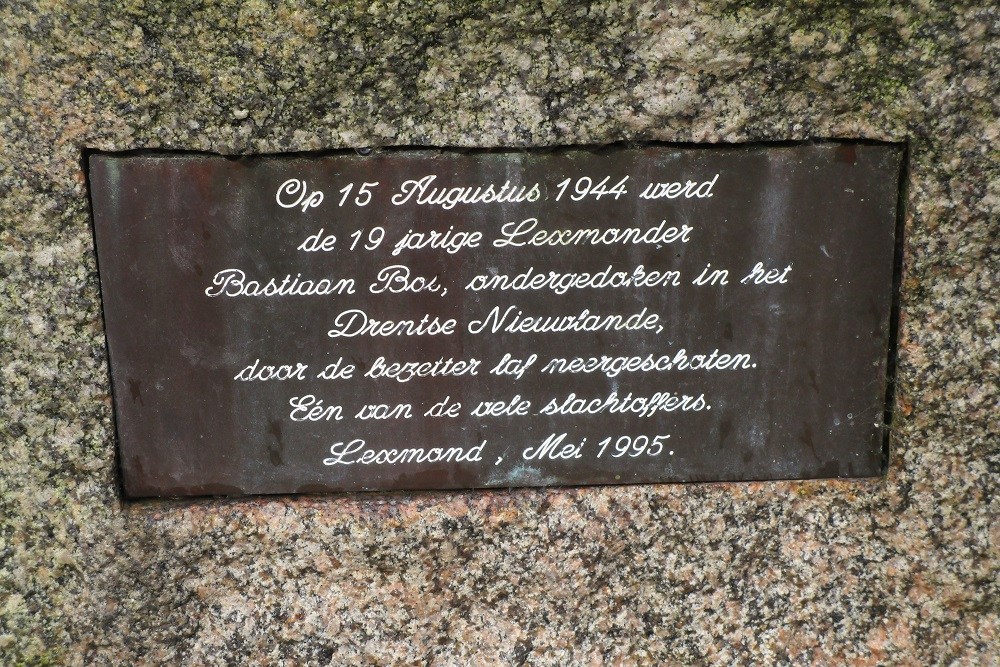 Op 15 Augustus 1944 werd
de 19 jarige Lexmonder
Bastiaan Bos, ondergedoken in het
Drentse Nieuwlande,
door de bezetter laf neergeschoten.
Eén van de vele slachtoffers.
Lexmond, Mei 1995.